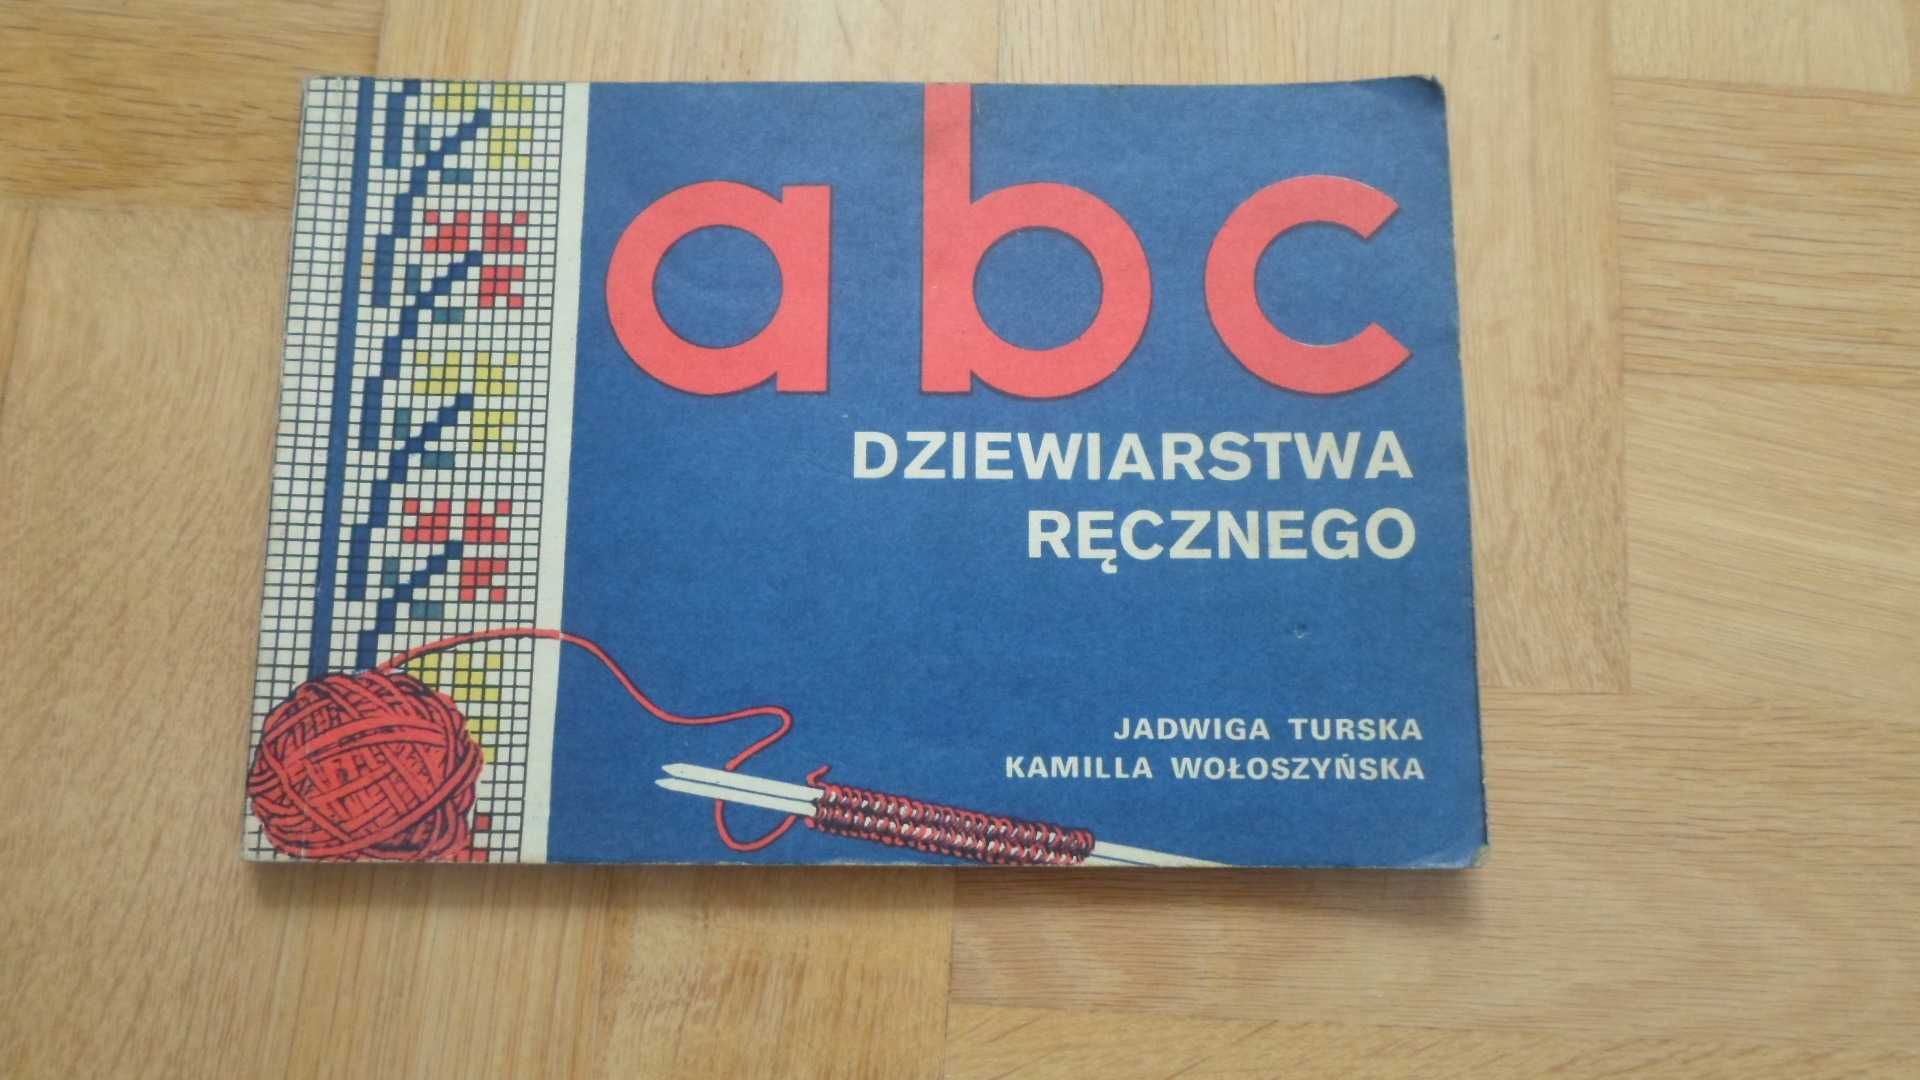 abc
DZIEWIARSTWA
RĘCZNEGO
JADWIGA TURSKA
KAMILLA WOŁOSZYŃSKA